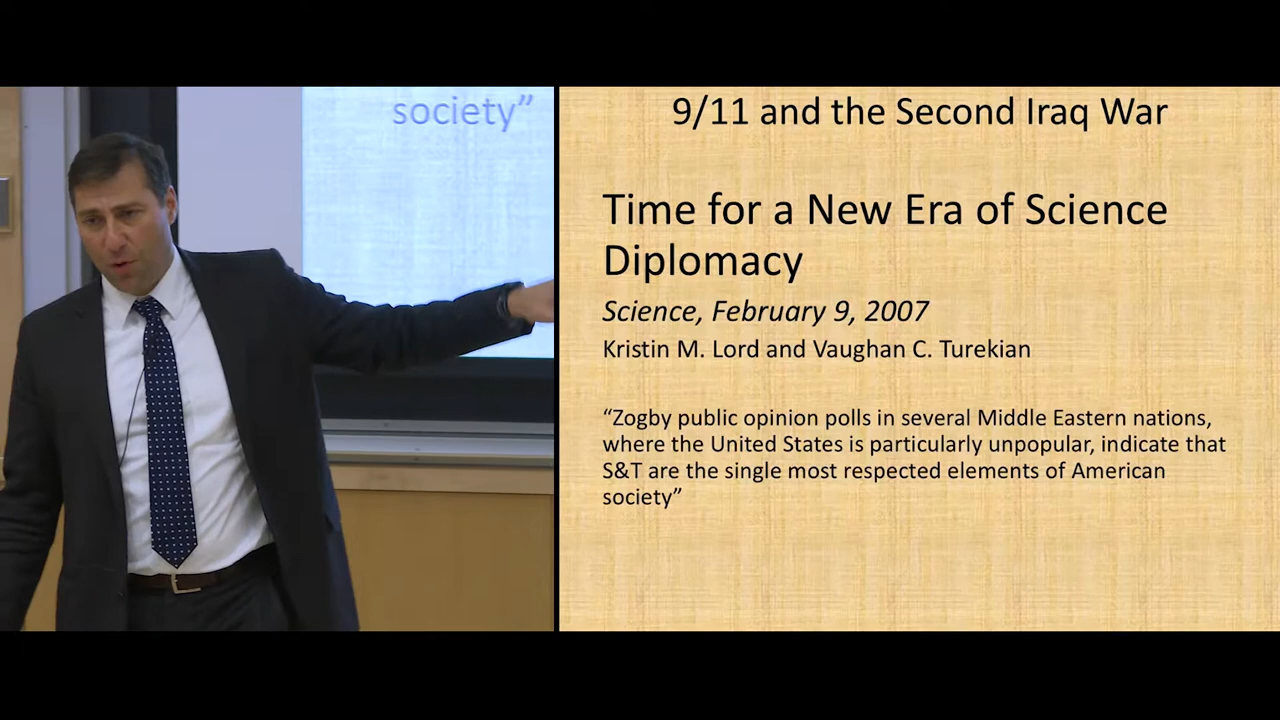 society”
9/11 and the Second Iraq War
Time for a New Era of Science
Diplomacy
Science, February 9, 2007
Kristin M. Lord and Vaughan C. Turekian
“Zogby public opinion polls in several Middle Eastern nations,
where the United States is particularly unpopular, indicate that
S&T are the single most respected elements of American
society”